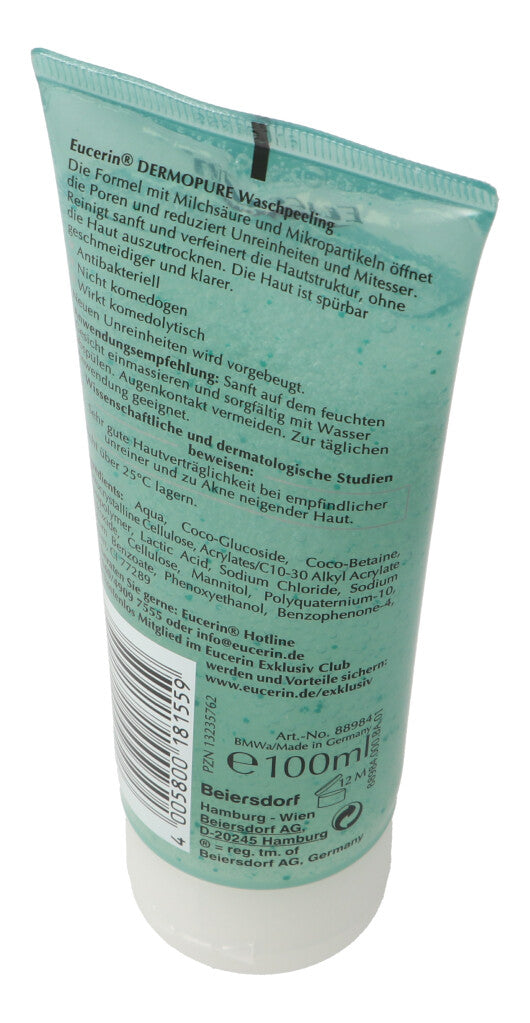 Eucerin® DERMOPURE Waschpeeling
Die Formel mit Milchsäure und Mikropartikeln öffnet
die Poren und reduziert Unreinheiten und Mitesser.
Reinigt sanft und verfeinert die Hautstruktur, ohne
die Haut auszutrocknen. Die Haut ist spürbar
geschmeidiger und klarer.
Antibakteriell
Nicht komedogen
Wirkt komedolytisch
Neuen Unreinheiten wird vorgebeugt.
Anwendungsempfehlung: Sanft auf dem feuchten
Gesicht einmassieren und sorgfältig mit Wasser
abspülen. Augenkontakt vermeiden. Zur täglichen
Anwendung geeignet.
Wissenschaftliche und dermatologische Studien
beweisen:
Sehr gute Hautverträglichkeit bei empfindlicher
unreiner und zu Akne neigender Haut.
über 25°C lagern.
Aqua, Coco-Glucoside, Coco-Betaine,
Cellulose, Acrylates/C10-30 Alkyl Acrylate
Lactic Acid, Sodium Chloride, Sodium
Cellulose, Mannitol, Polyquaternium-10,
Benzoate, Phenoxyethanol, Benzophenone-4,
77289
Sie gerne: Eucerin® Hotline
7555 oder info@eucerin.de
Mitglied im Eucerin Exklusiv Club
werden und Vorteile sichern:
www.eucerin.de/exklusiv
4 005800 181559
PZN 13235762
Art.-No. 88984
BMWa/Made in Germany
e 100ml
12 M
Beiersdorf
Hamburg - Wien
Beiersdorf AG,
D-20245 Hamburg
® = reg. tm. of
Beiersdorf AG, Germany